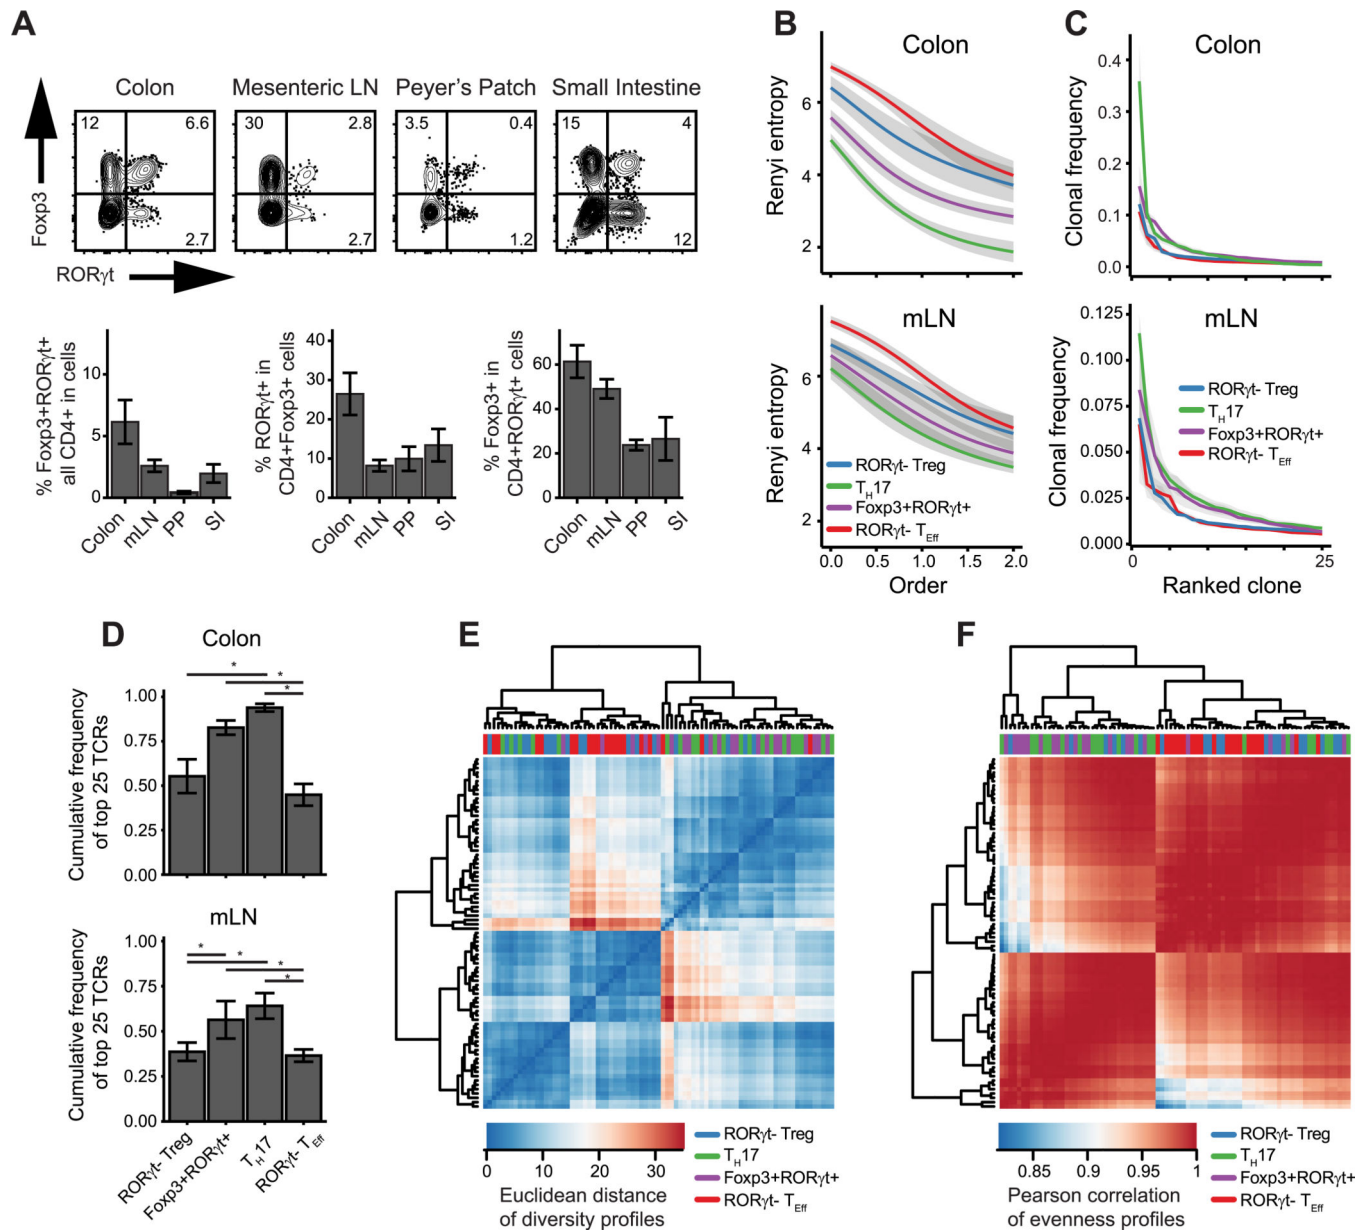 A
Colon
Mesenteric LN
Peyer's Patch
Small Intestine
12
6.6
2.7
30
2.8
2.7
3.5
0.4
1.2
15
4
12
Foxp3
RORγt
% Foxp3+RORγt+
all CD4+ in cells
10
5
0
Colon
mLN
PP
SI
% RORγt+ in
CD4+Foxp3+ cells
40
30
20
10
0
Colon
mLN
PP
SI
% Foxp3+ in
CD4+RORγt+ cells
60
40
20
0
Colon
mLN
PP
SI
B
Colon
Renyi entropy
6
4
2
mLN
Renyi entropy
6
4
2
RORγt- Treg
TH17
Foxp3+RORγt+
RORγt- TEff
0.0
0.5
1.0
1.5
2.0
Order
C
Colon
Clonal frequency
0.4
0.3
0.2
0.1
0.0
mLN
Clonal frequency
0.125
0.100
0.075
0.050
0.025
0.000
RORγt- Treg
TH17
Foxp3+RORγt+
RORγt- TEff
0
25
Ranked clone
D
Colon
* * *
Cumulative frequency
of top 25 TCRs
1.00
0.75
0.50
0.25
0.00
mLN
* * * *
Cumulative frequency
of top 25 TCRs
1.00
0.75
0.50
0.25
0.00
RORγt- Treg
Foxp3+RORγt+
TH17
RORγt- TEff
E
0
10
20
30
Euclidean distance
of diversity profiles
RORγt- Treg
TH17
Foxp3+RORγt+
RORγt- TEff
F
0.85
0.9
0.95
1
Pearson correlation
of evenness profiles
RORγt- Treg
TH17
Foxp3+RORγt+
RORγt- TEff